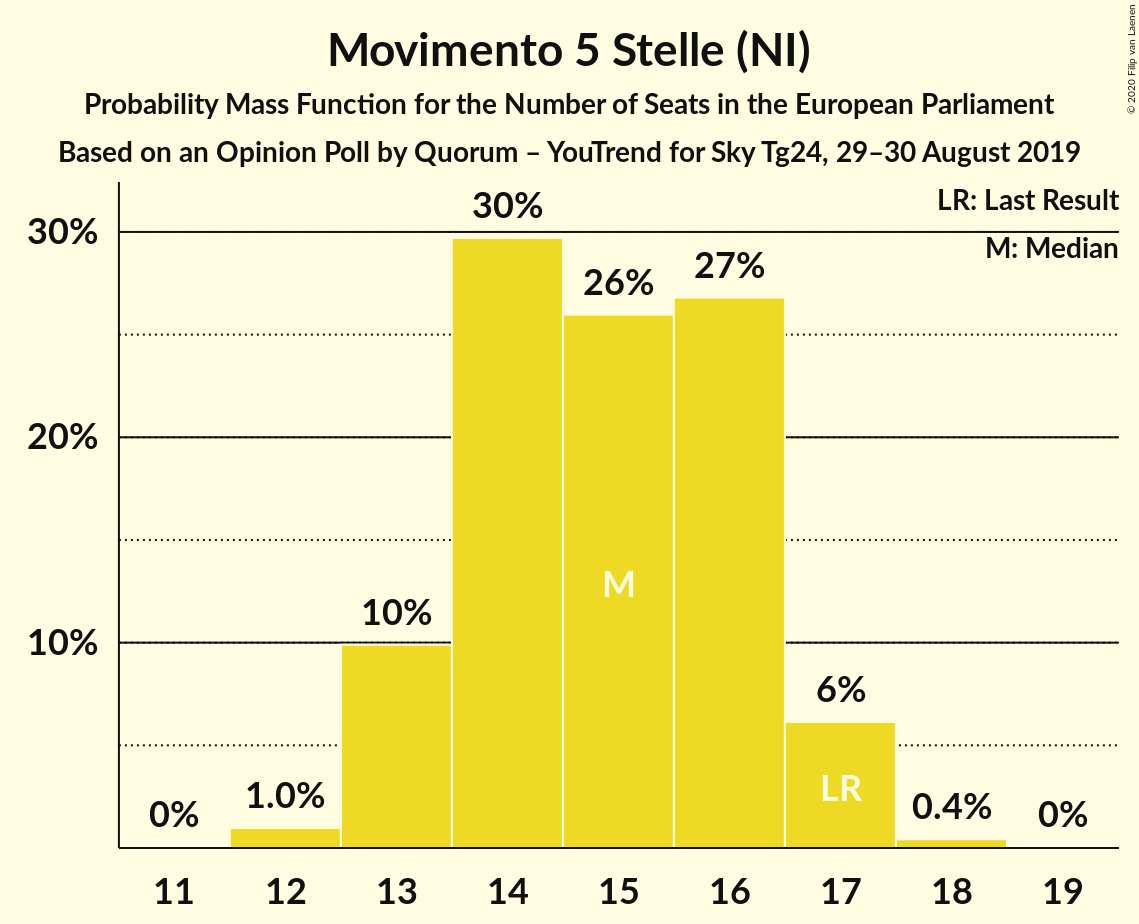 Movimento 5 Stelle (NI)
Probability Mass Function for the Number of Seats in the European Parliament
Based on an Opinion Poll by Quorum – YouTrend for Sky Tg24, 29–30 August 2019
© 2020 Filip van Laenen
LR: Last Result
M: Median
30%
20%
10%
0%
1.0%
10%
30%
26%
27%
6%
0.4%
0%
M
LR
11 12 13 14 15 16 17 18 19